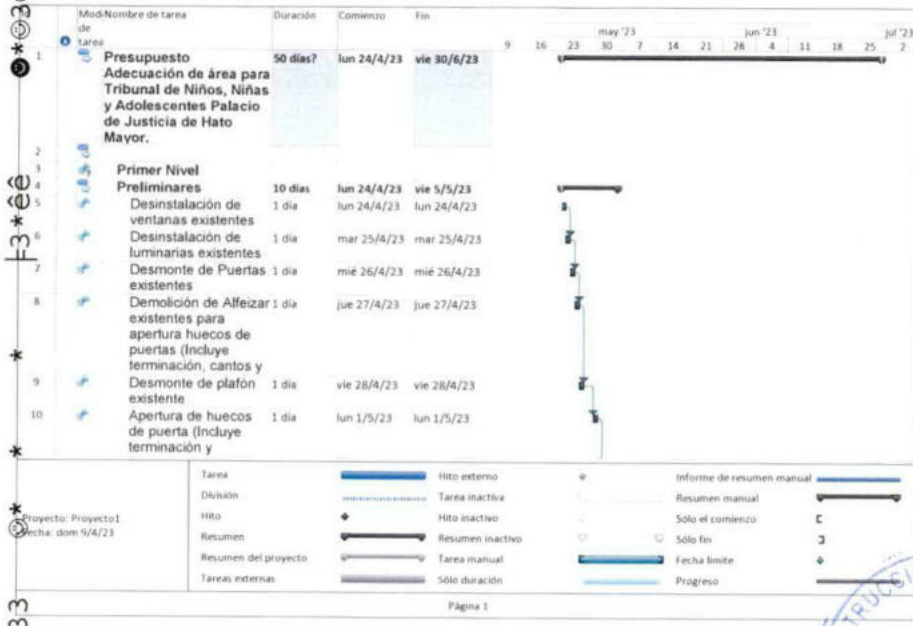 Modi Nombre de tarea Duración Comienzo Fin
de
tarea
may '23 jun '23 jul '23
9 16 23 30 7 14 21 28 4 11 18 25 2
1 Presupuesto 50 días? lun 24/4/23 vie 30/6/23
Adecuación de área para
Tribunal de Niños, Niñas
y Adolescentes Palacio
de Justicia de Hato
Mayor.
2
3 Primer Nivel
4 Preliminares 10 días lun 24/4/23 vie 5/5/23
5 Desinstalación de 1 día lun 24/4/23 lun 24/4/23
ventanas existentes
6 Desinstalación de 1 día mar 25/4/23 mar 25/4/23
luminarias existentes
7 Desmonte de Puertas 1 día mié 26/4/23 mié 26/4/23
existentes
8 Demolición de Alfeizar 1 día jue 27/4/23 jue 27/4/23
existentes para
apertura huecos de
puertas (Incluye
terminación, cantos y
9 Desmonte de plafón 1 día vie 28/4/23 vie 28/4/23
existente
10 Apertura de huecos 1 día lun 1/5/23 lun 1/5/23
de puerta (Incluye
terminación y
Proyecto: Proyecto1
Fecha: dom 9/4/23
Tarea Hito externo Informe de resumen manual
División Tarea inactiva Resumen manual
Hito Hito inactivo Sólo el comienzo
Resumen Resumen inactivo Sólo fin
Resumen del proyecto Tarea manual Fecha límite
Tareas externas Sólo duración Progreso
Página 1